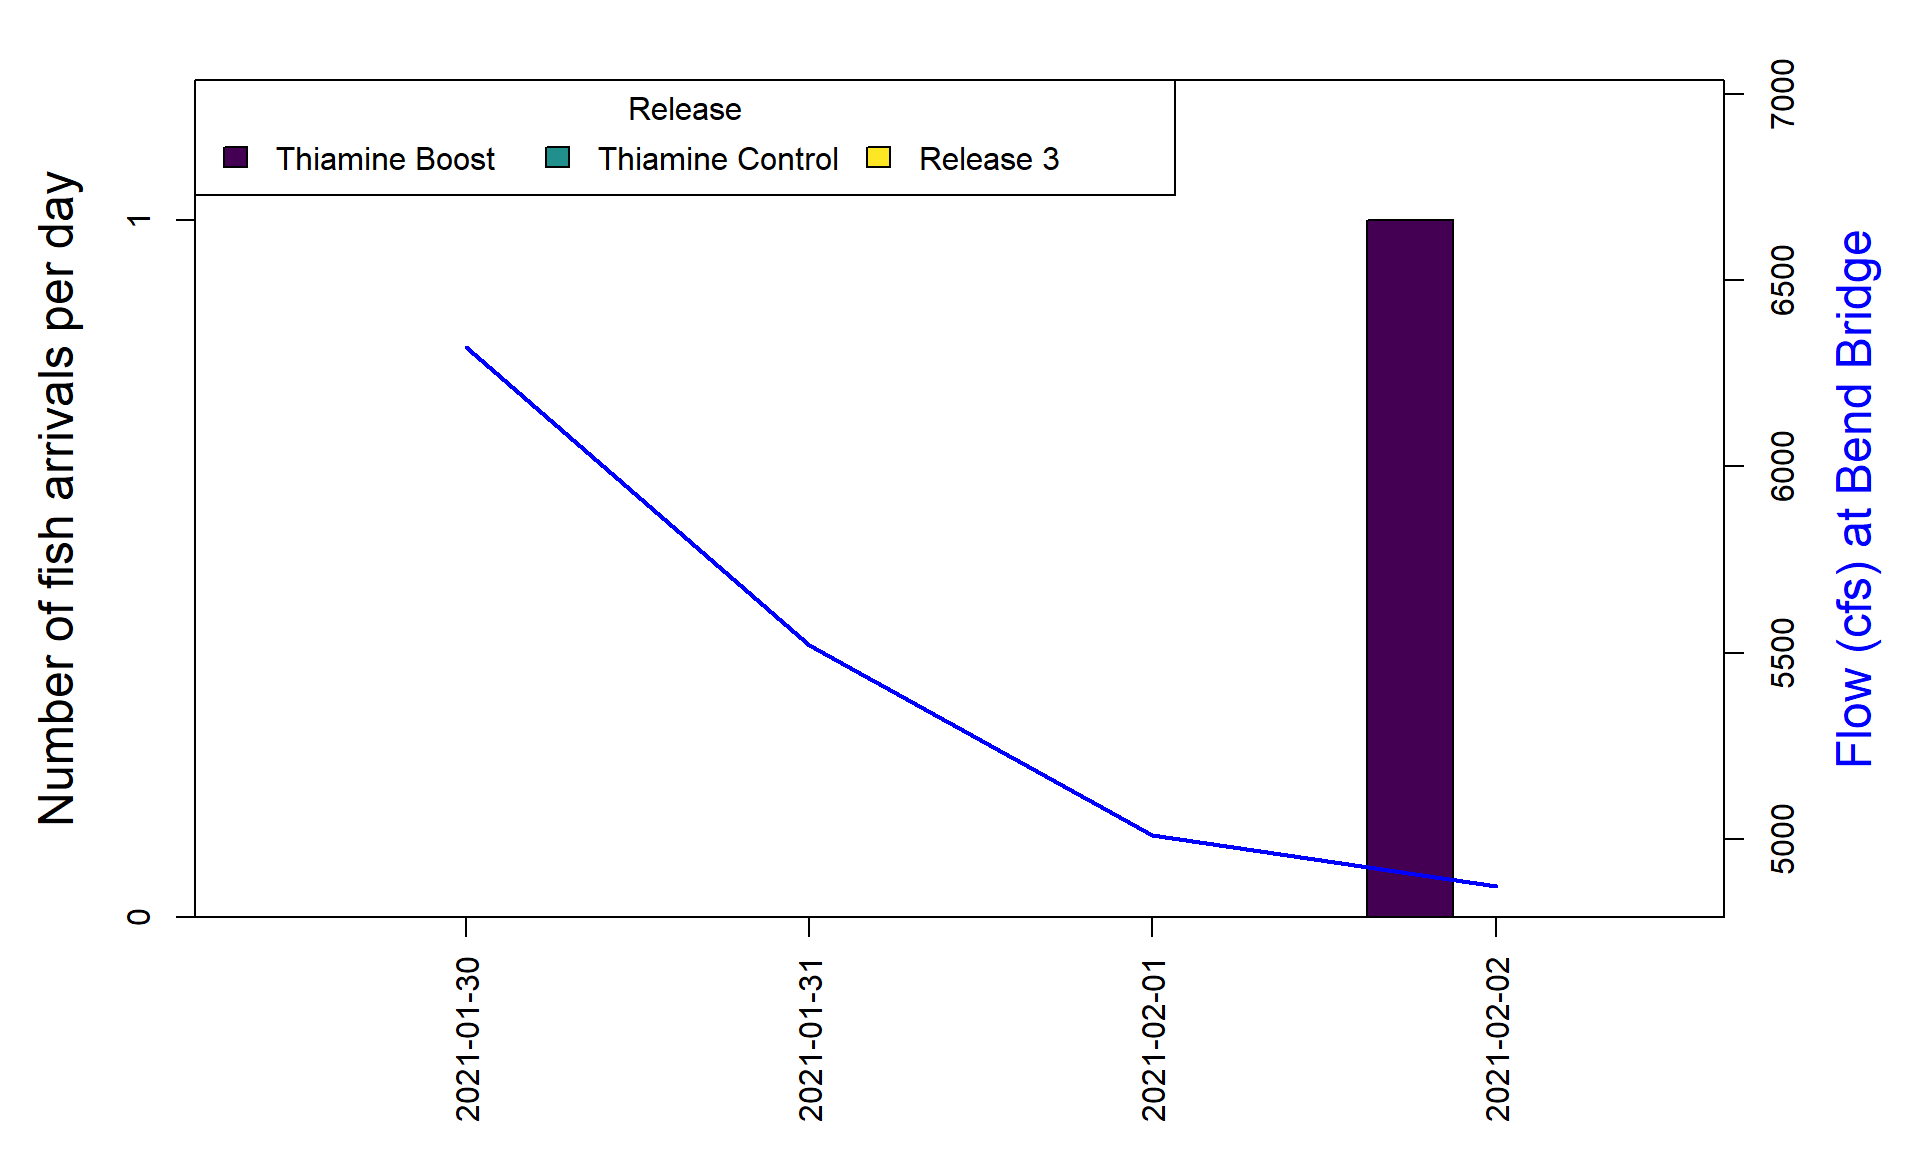 Release
Thiamine Boost Thiamine Control Release 3
Number of fish arrivals per day
1
0
7000
6500
6000
5500
5000
Flow (cfs) at Bend Bridge
2021-01-30
2021-01-31
2021-02-01
2021-02-02